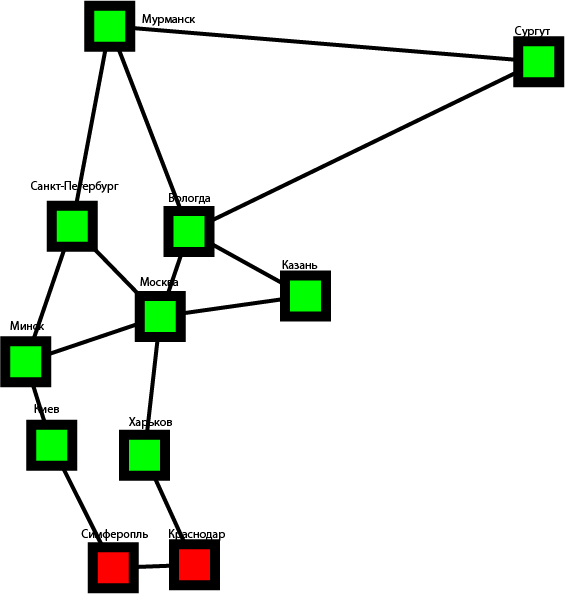 Мурманск
Сургут
Санкт-Петербург
Вологда
Казань
Москва
Минск
Киев
Харьков
Симферопль
Краснодар